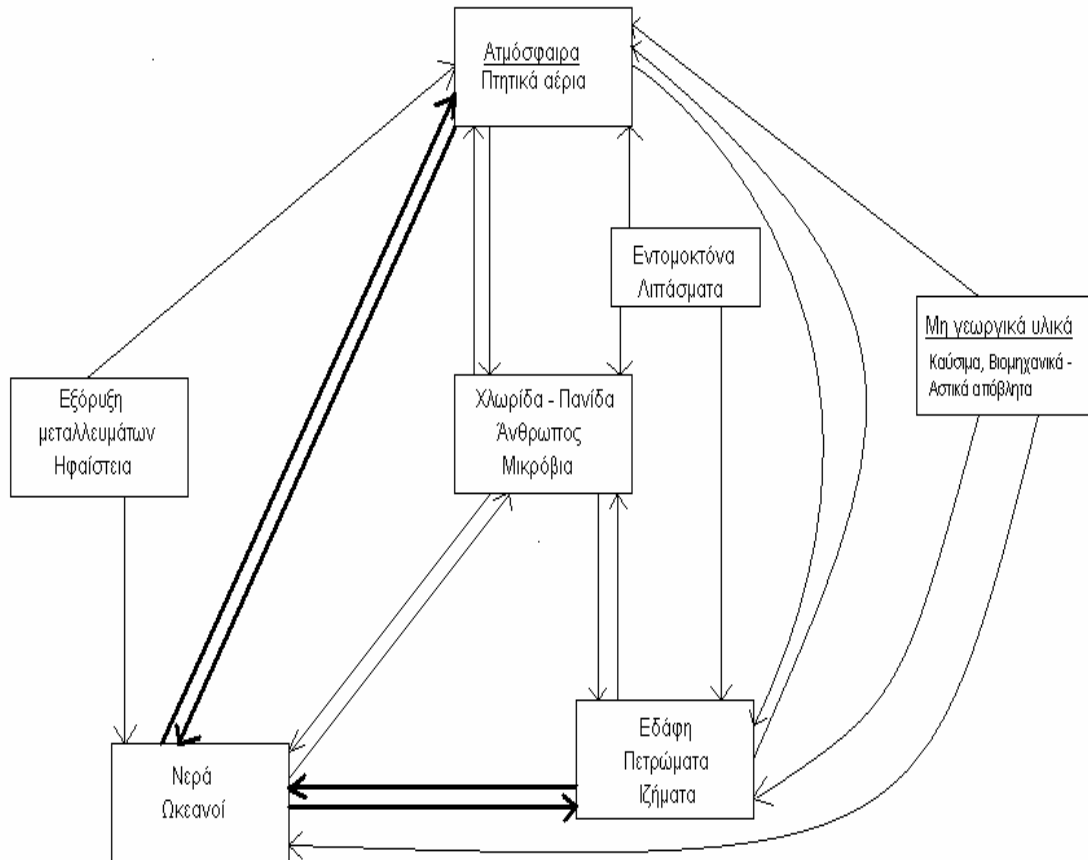 Ατμόσφαιρα
Πτητικά αέρια
Εντομοκτόνα
Λιπάσματα
Μη γεωργικά υλικά
Καύσιμα, Βιομηχανικά -
Αστικά απόβλητα
Εξόρυξη
μεταλλευμάτων
Ηφαίστεια
Χλωρίδα - Πανίδα
Άνθρωπος
Μικρόβια
Εδάφη
Πετρώματα
Ιζήματα
Νερά
Ωκεανοί